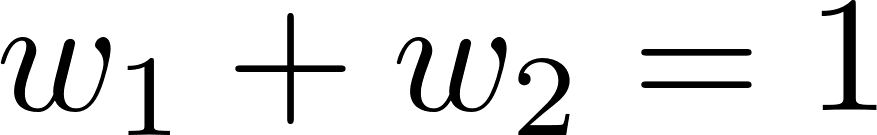 w₁ + w₂ = 1